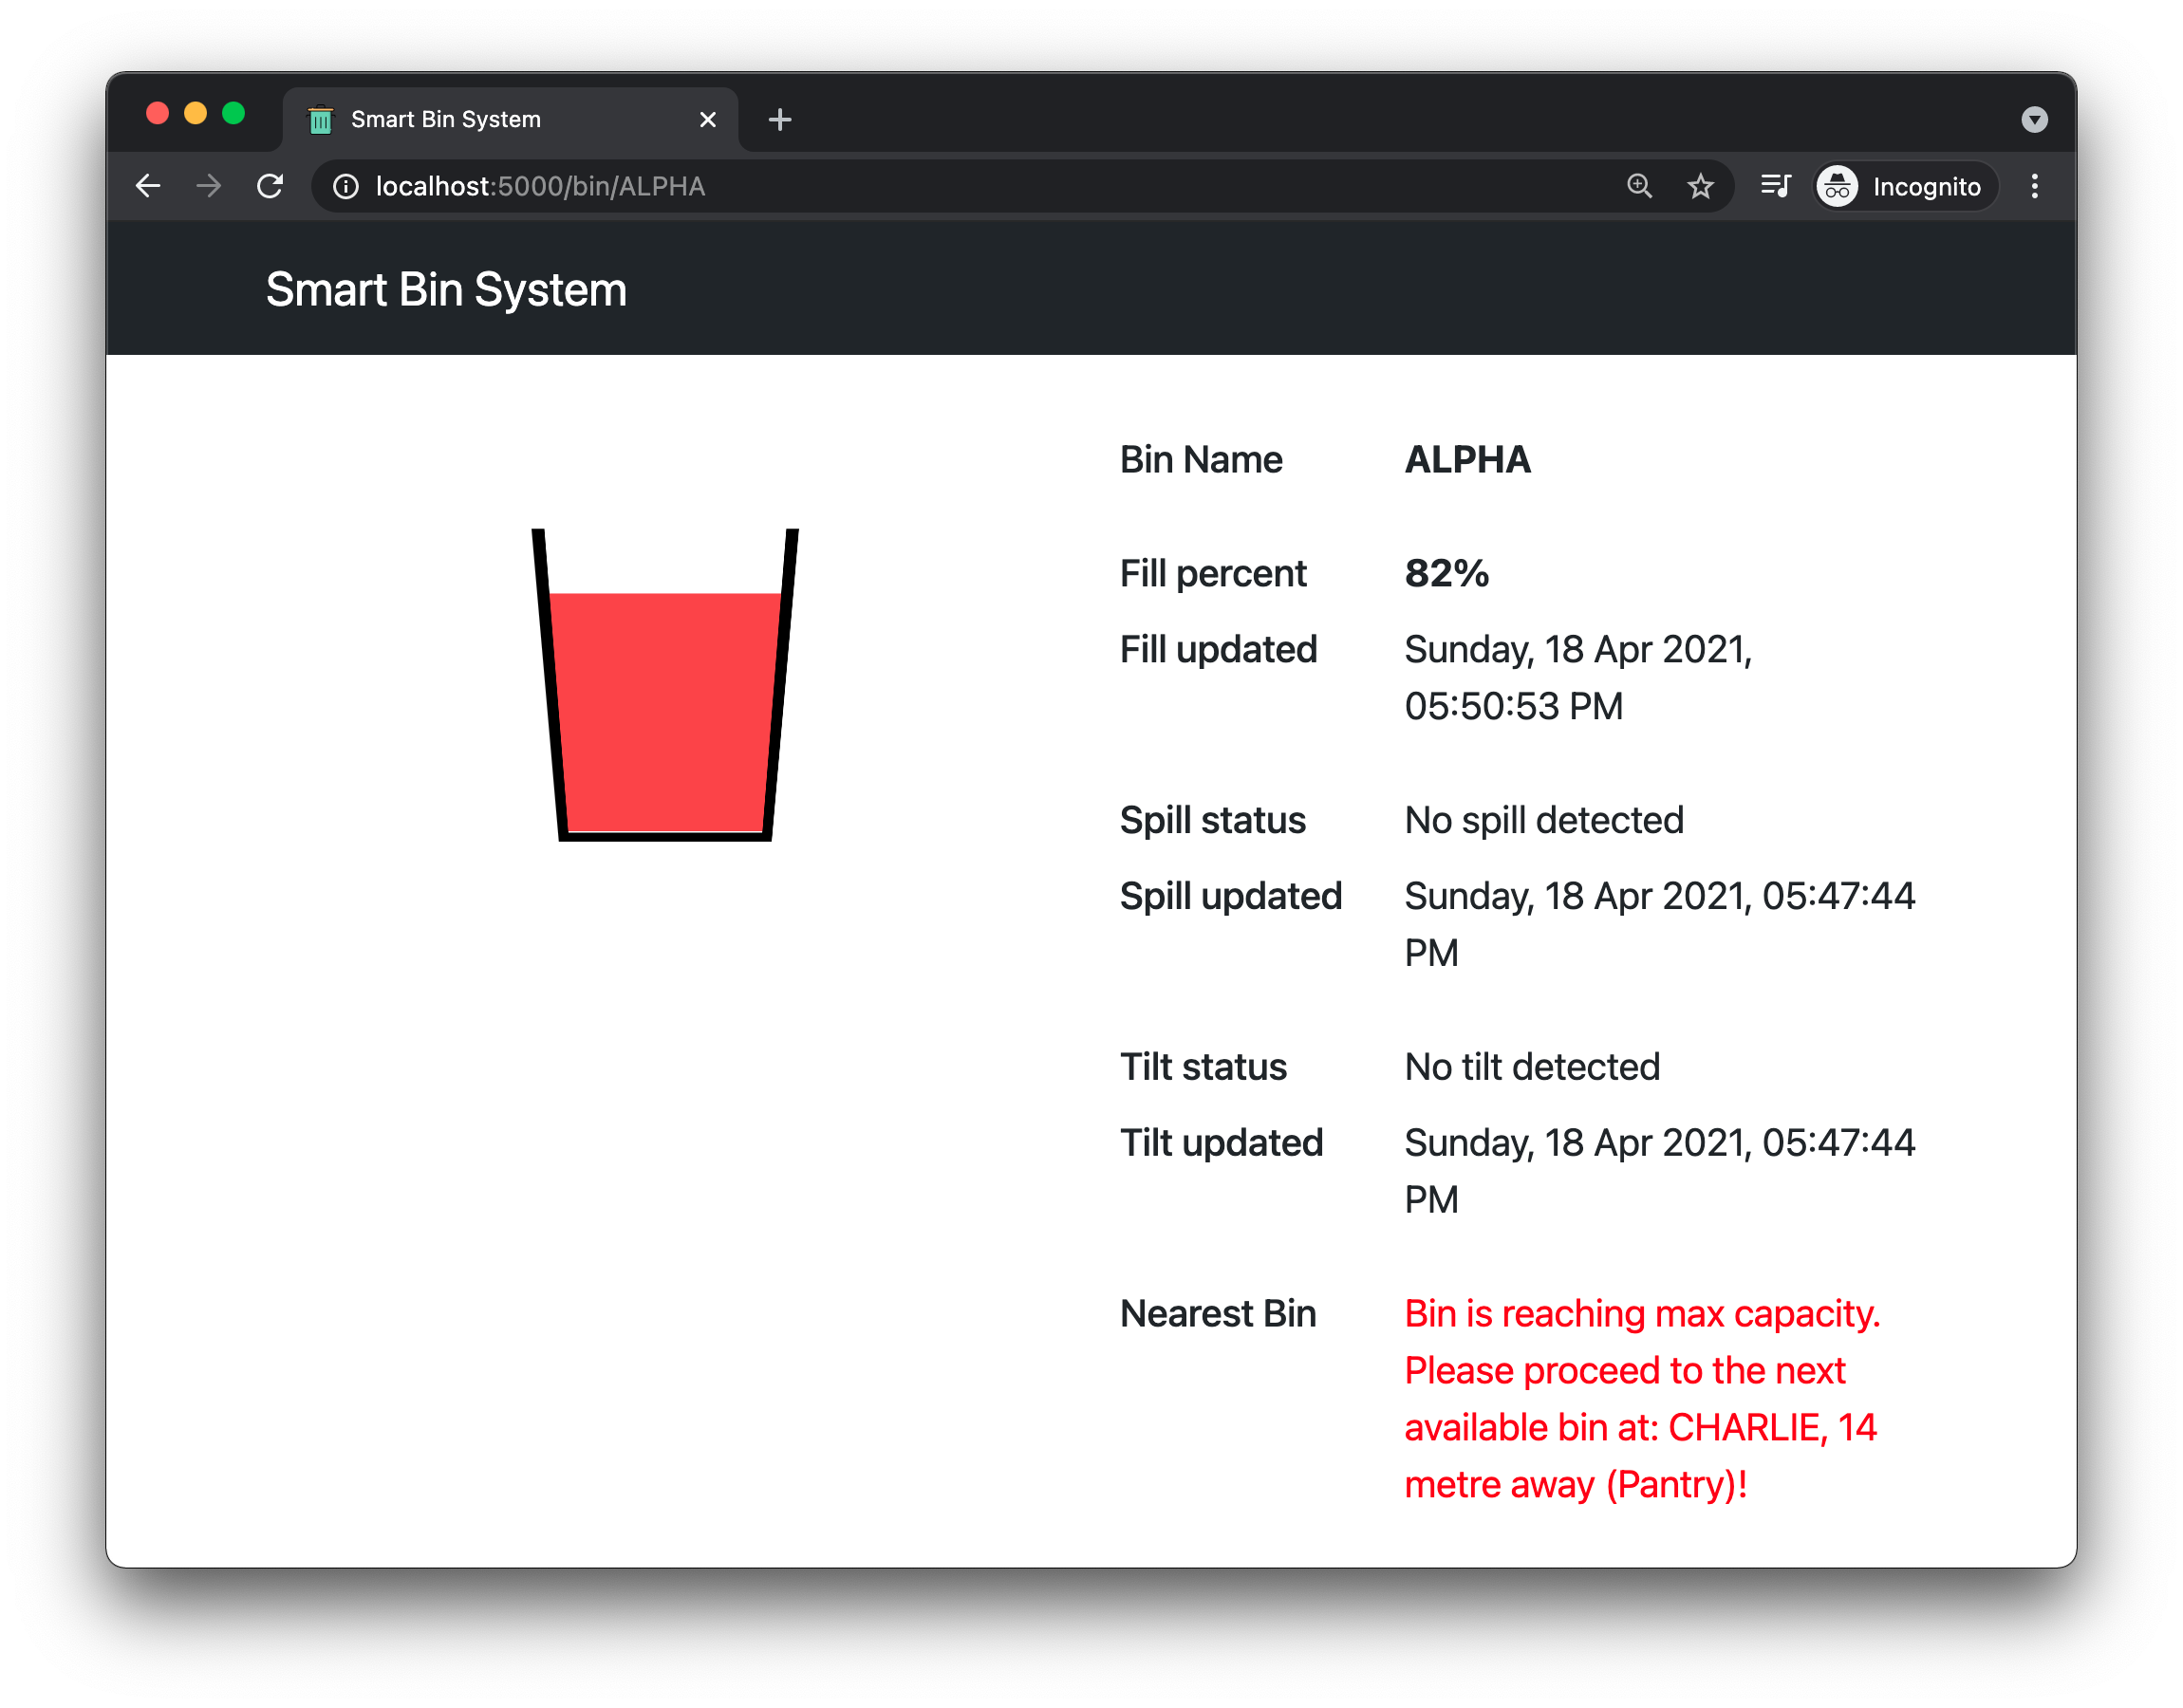 Smart Bin System
localhost:5000/bin/ALPHA
Incognito
Smart Bin System
Bin Name ALPHA
Fill percent 82%
Fill updated Sunday, 18 Apr 2021,
05:50:53 PM
Spill status No spill detected
Spill updated Sunday, 18 Apr 2021, 05:47:44
PM
Tilt status No tilt detected
Tilt updated Sunday, 18 Apr 2021, 05:47:44
PM
Nearest Bin Bin is reaching max capacity.
Please proceed to the next
available bin at: CHARLIE, 14
metre away (Pantry)!